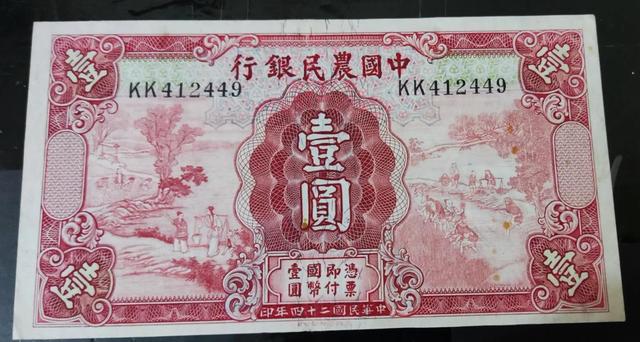 壹
中國農民銀行
壹
KK412449
KK412449
壹圓
憑票
即付
國幣
壹圓
壹
中華民國二十四年印
壹